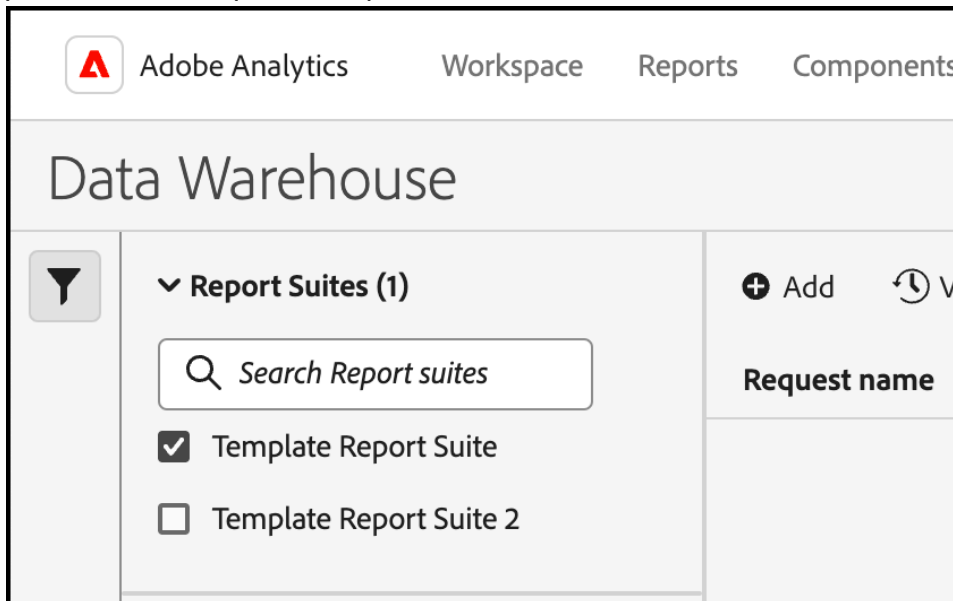 Adobe Analytics Workspace Reports Components
Data Warehouse
Report Suites (1)
Search Report suites
Template Report Suite
Template Report Suite 2
Add
Request name